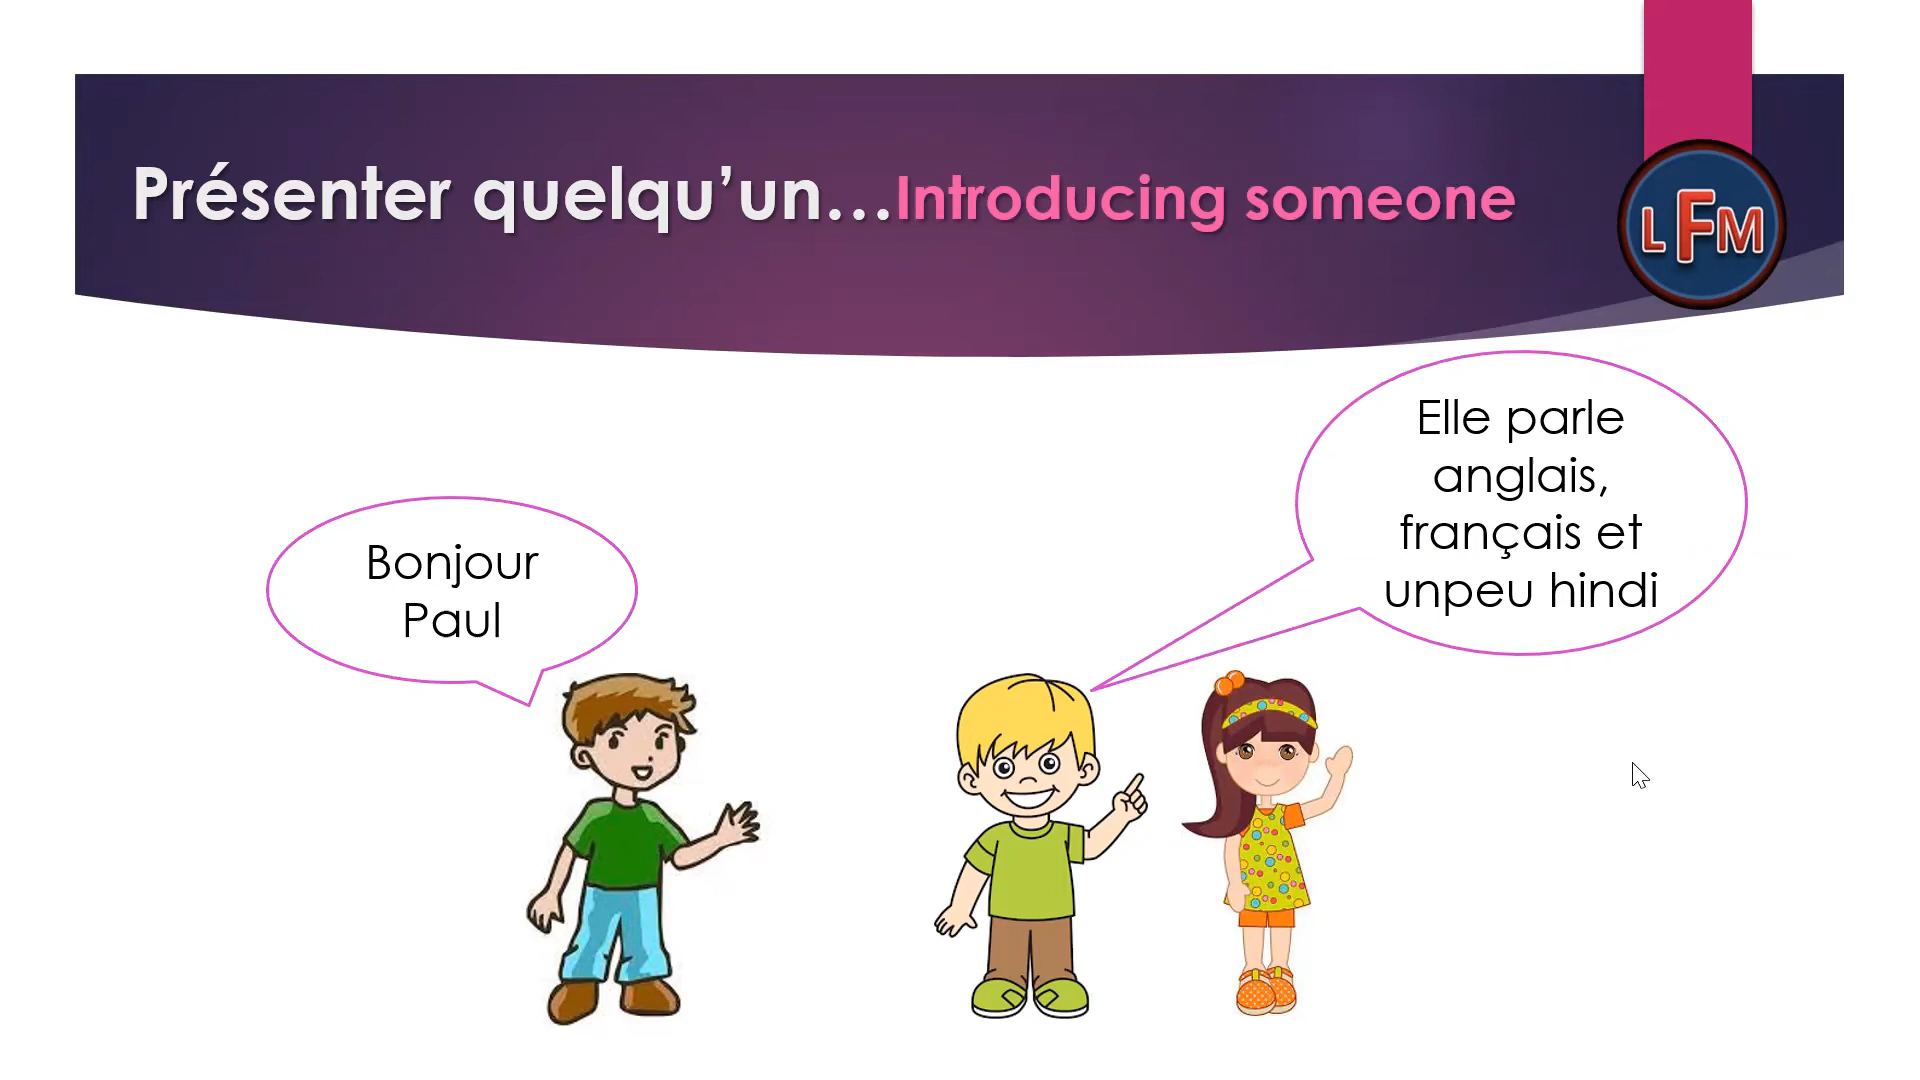 Présenter quelqu’un…Introducing someone
LFM
Bonjour
Paul
Elle parle
anglais,
français et
unpeu hindi